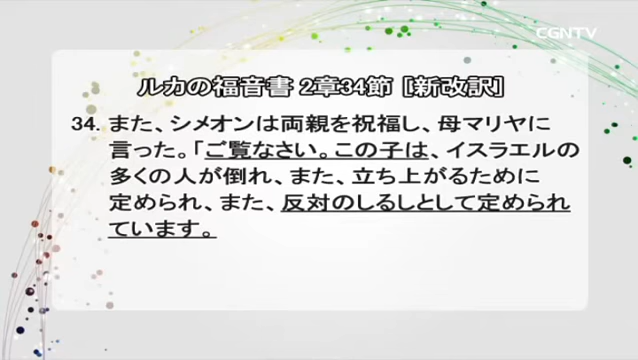 CGNTV
ルカの福音書 2章34節 [新改訳]
34. また、シメオンは両親を祝福し、母マリヤに
言った。「ご覧なさい。この子は、イスラエルの
多くの人が倒れ、また、立ち上がるために
定められ、また、反対のしるしとして定められ
ています。